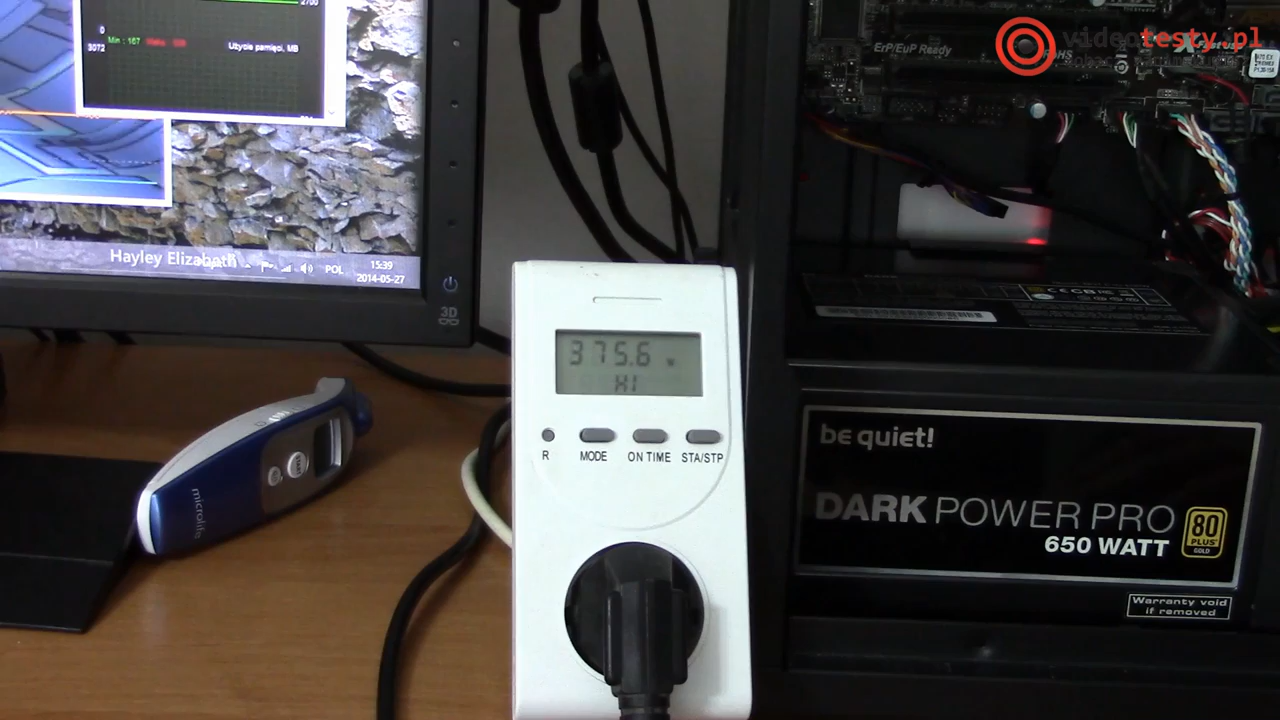 2700
0
3072
Min : 167
Użycie pamięci, MB
Hayley Elizabeth
POL
15:39
2014-05-27
3D
375.6 W
HI
R
MODE
ON TIME
STA/STP
microlife
ErP/EuP Ready
videotesty.pl
DARK
be quiet!
DARK POWER PRO
650 WATT
80
PLUS
GOLD
Warranty void
if removed